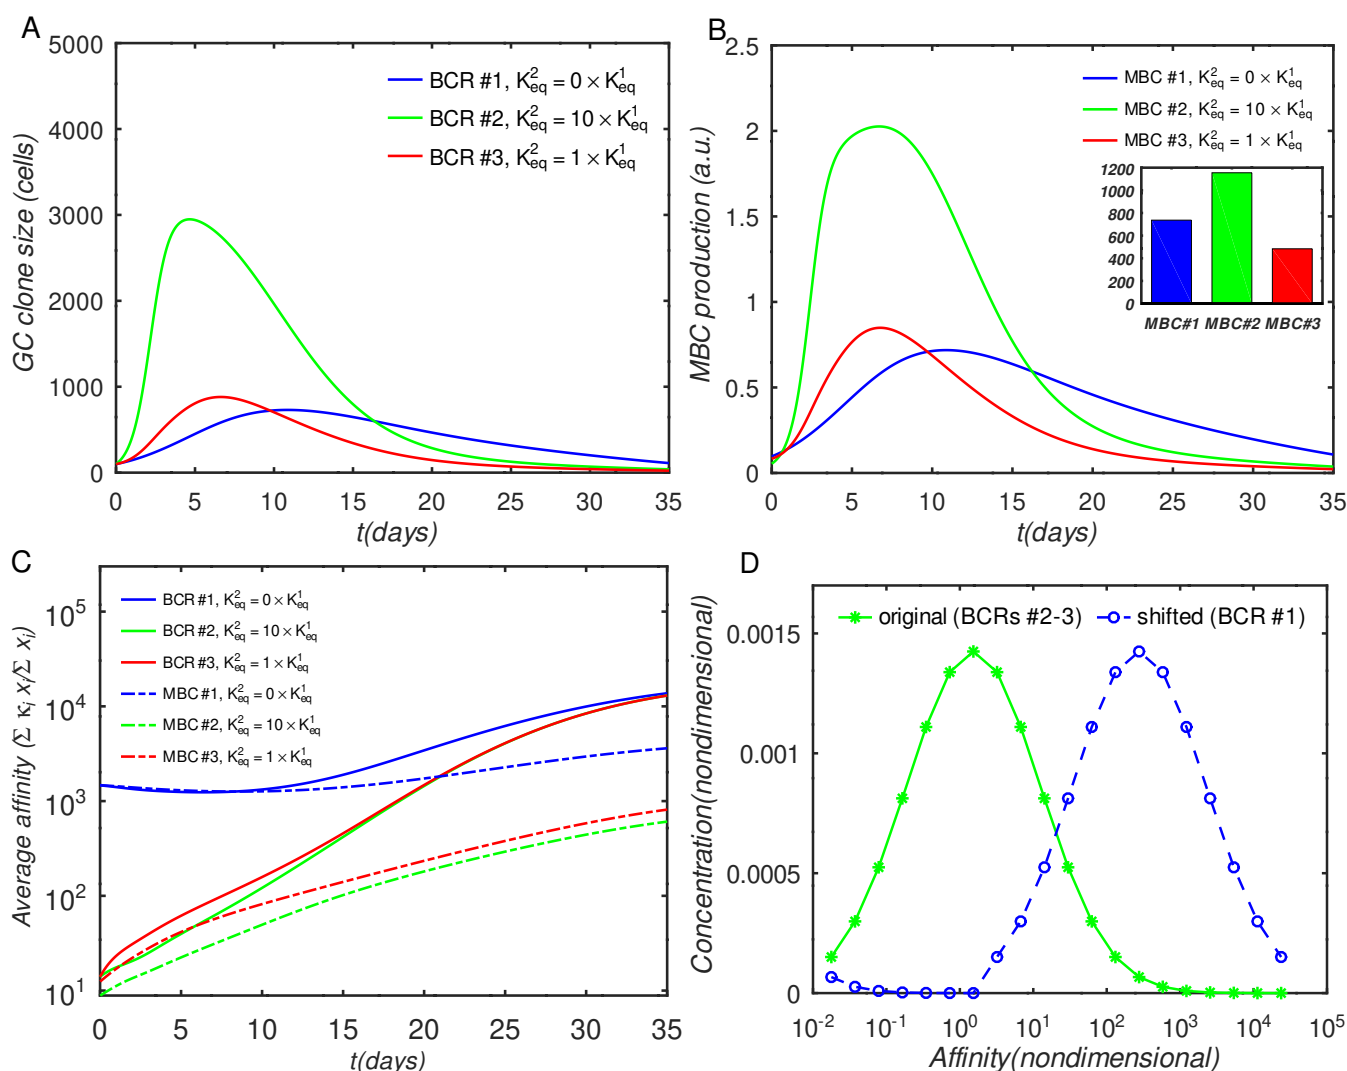 A
5000
4000
3000
2000
1000
0
GC clone size (cells)
BCR #1, K²eq = 0 × K¹eq
BCR #2, K²eq = 10 × K¹eq
BCR #3, K²eq = 1 × K¹eq
0 5 10 15 20 25 30 35
t(days)
B
2.5
2
1.5
1
0.5
0
MBC production (a.u.)
MBC #1, K²eq = 0 × K¹eq
MBC #2, K²eq = 10 × K¹eq
MBC #3, K²eq = 1 × K¹eq
1200
1000
800
600
400
200
0
MBC#1 MBC#2 MBC#3
0 5 10 15 20 25 30 35
t(days)
C
10⁵
10⁴
10³
10²
10¹
Average affinity (Σ κᵢ xᵢ/Σ xᵢ)
BCR #1, K²eq = 0 × K¹eq
BCR #2, K²eq = 10 × K¹eq
BCR #3, K²eq = 1 × K¹eq
MBC #1, K²eq = 0 × K¹eq
MBC #2, K²eq = 10 × K¹eq
MBC #3, K²eq = 1 × K¹eq
0 5 10 15 20 25 30 35
t(days)
D
0.0015
0.001
0.0005
0
Concentration(nondimensional)
original (BCRs #2-3) shifted (BCR #1)
10⁻² 10⁻¹ 10⁰ 10¹ 10² 10³ 10⁴ 10⁵
Affinity(nondimensional)